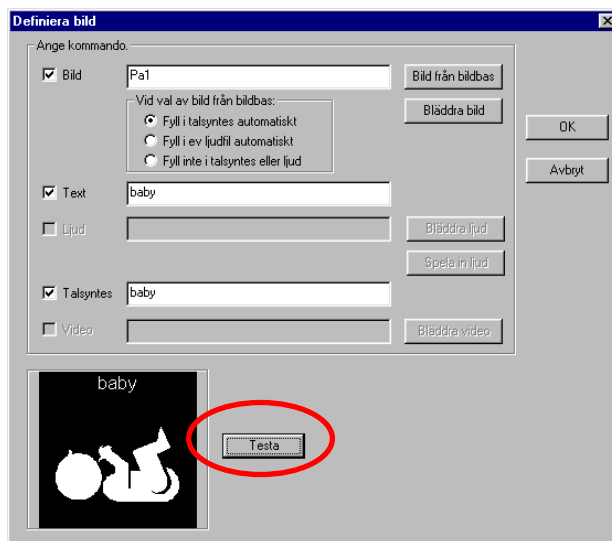 Definiera bild
Ange kommando.
Bild
Pa1
Bild från bildbas
Vid val av bild från bildbas:
Fyll i talsyntes automatiskt
Fyll i ev ljudfil automatiskt
Fyll inte i talsyntes eller ljud
Bläddra bild
OK
Avbryt
Text
baby
Ljud
Bläddra ljud
Spela in ljud
Talsyntes
baby
Video
Bläddra video
baby
Testa